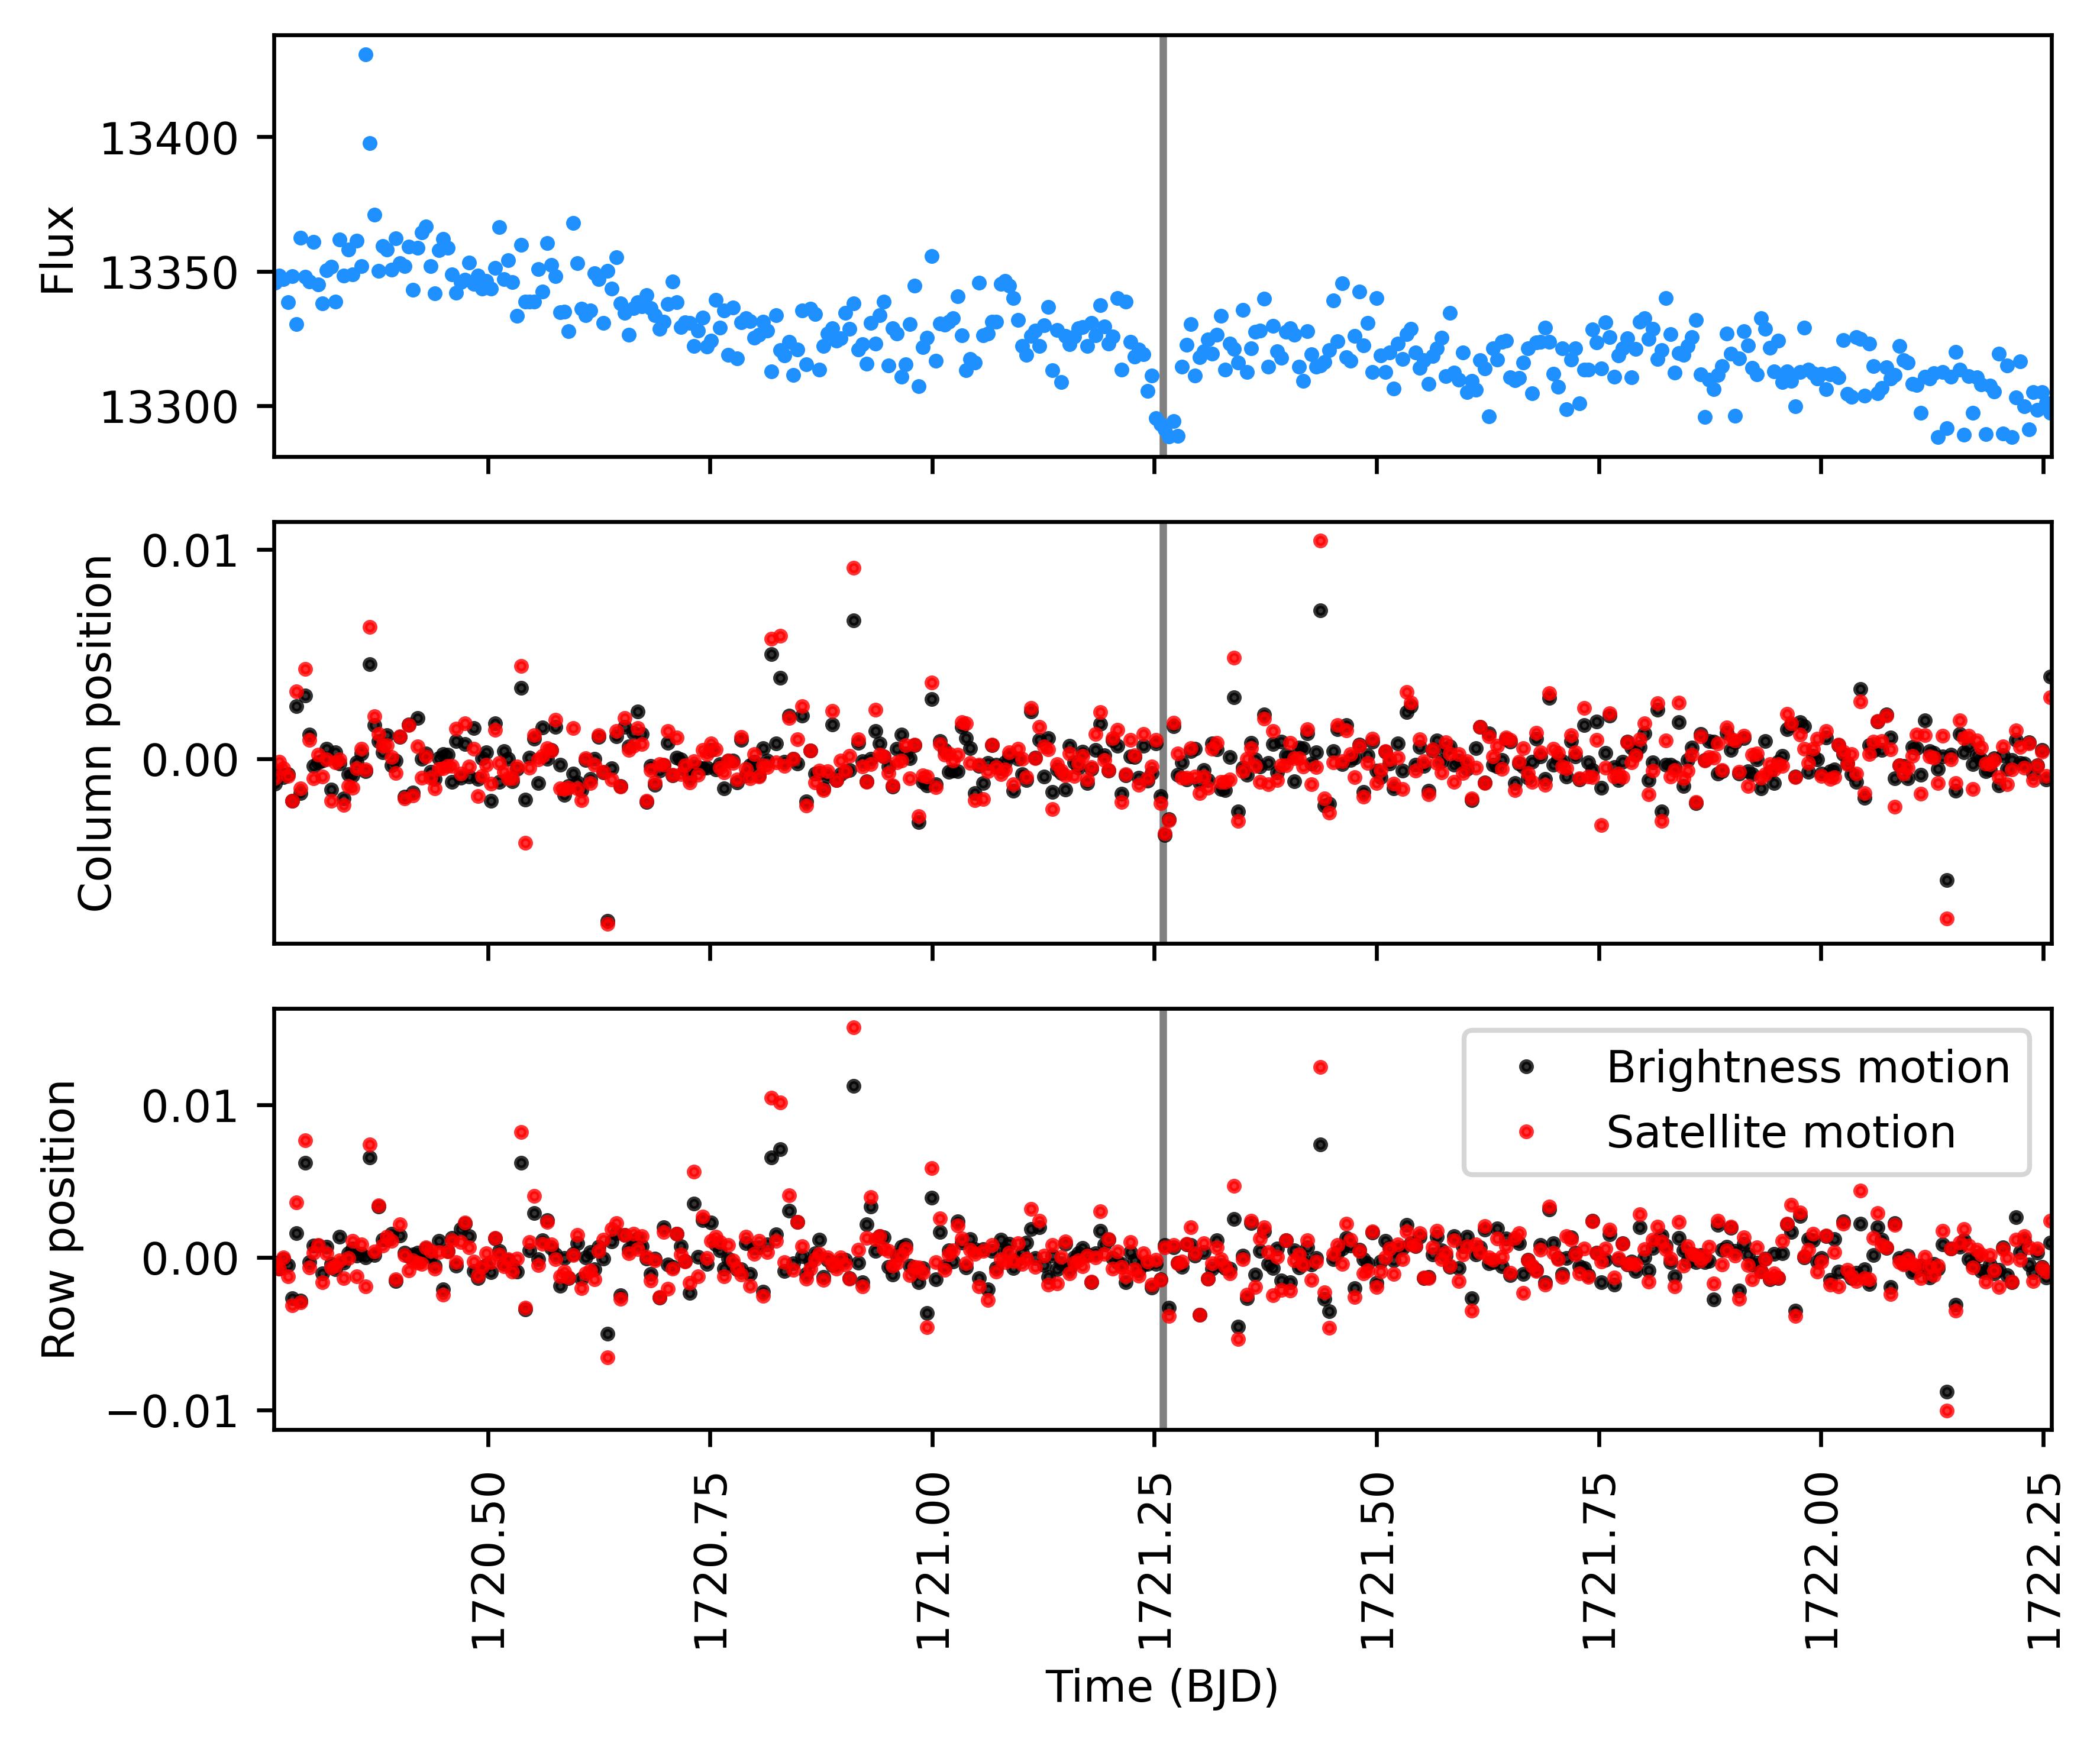 Flux
13400
13350
13300
Column position
0.01
0.00
Row position
0.01
0.00
−0.01
Brightness motion
Satellite motion
1720.50
1720.75
1721.00
1721.25
1721.50
1721.75
1722.00
1722.25
Time (BJD)